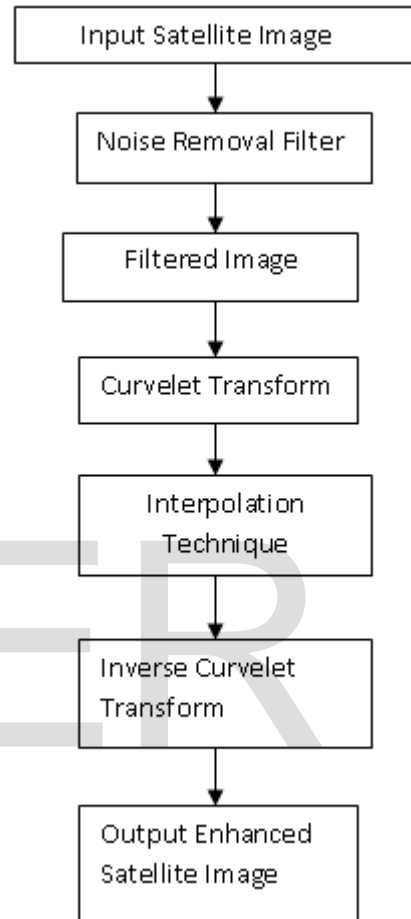 Input Satellite Image
Noise Removal Filter
Filtered Image
Curvelet Transform
Interpolation
Technique
Inverse Curvelet
Transform
Output Enhanced
Satellite Image
ER